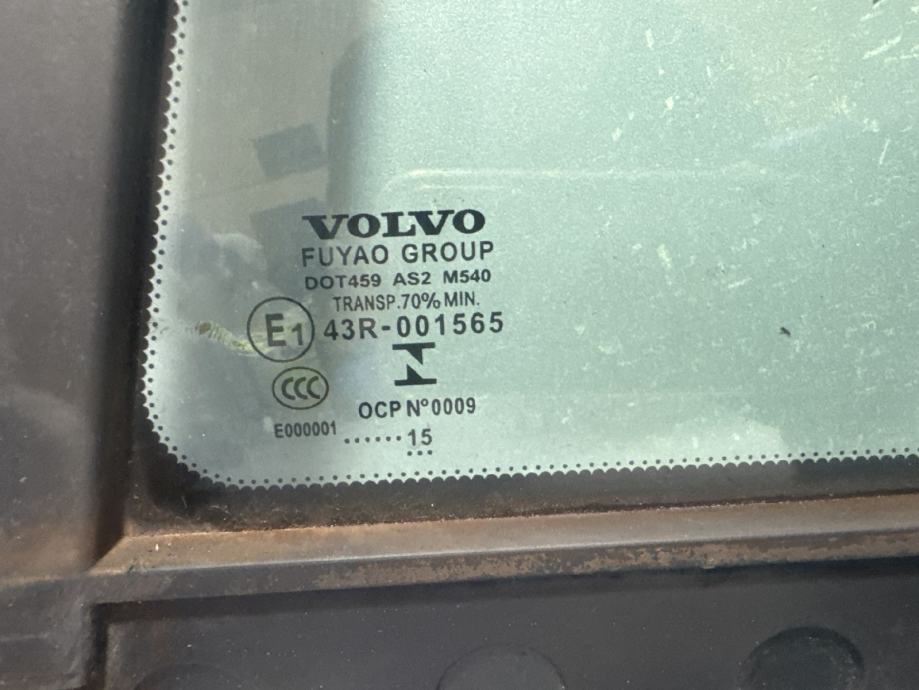 VOLVO
FUYAO GROUP
DOT459 AS2 M540
TRANSP.70% MIN.
E1 43R-001565
CCC
OCP N°0009
E000001
......15
...